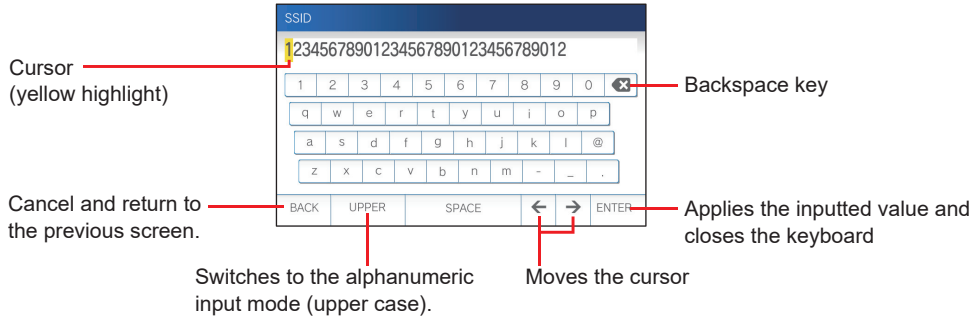 SSID
12345678901234567890123456789012
Cursor
(yellow highlight)
1 2 3 4 5 6 7 8 9 0
Backspace key
q w e r t y u i o p
a s d f g h j k l @
z x c v b n m - _ .
Cancel and return to
the previous screen.
BACK UPPER SPACE ← → ENTER
Applies the inputted value and
closes the keyboard
Switches to the alphanumeric
input mode (upper case).
Moves the cursor